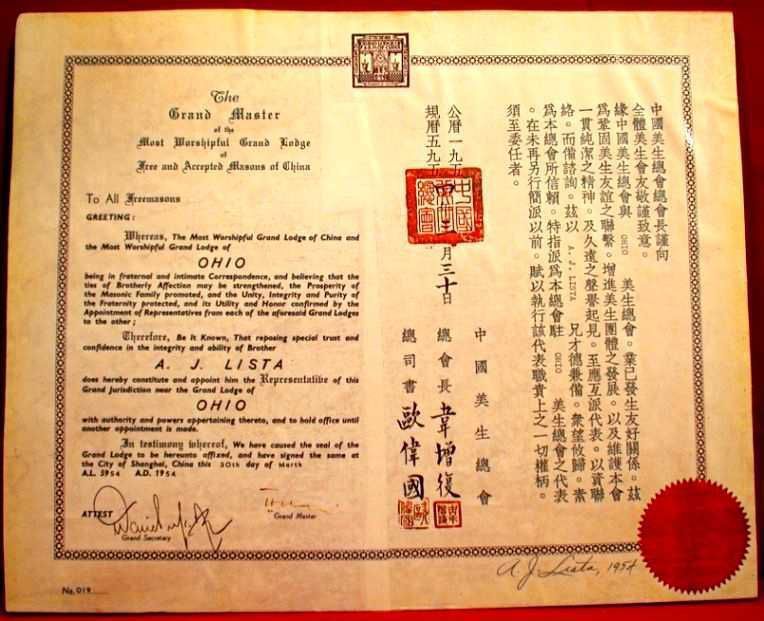 The
Grand Master
of the
Most Worshipful Grand Lodge
of
Free and Accepted Masons of China
To All Freemasons
GREETING:
Whereas, The Most Worshipful Grand Lodge of China and
the Most Worshipful Grand Lodge of
OHIO
being in fraternal and intimate Correspondence, and believing that the
ties of Brotherly Affection may be strengthened, the Prosperity of
the Masonic Family promoted, and the Unity, Integrity and Purity of
the Fraternity protected, and its Utility and Honor confirmed by the
Appointment of Representatives from each of the aforesaid Grand Lodges
to the other;
Therefore, Be It Known, That reposing special trust and
confidence in the integrity and ability of Brother
A. J. LISTA
does hereby constitute and appoint him the Representative of this
Grand Jurisdiction near the Grand Lodge of
OHIO
with authority and powers appertaining thereto, and to hold office until
another appointment is made.
In testimony whereof, We have caused the seal of the
Grand Lodge to be hereunto affixed, and have signed the same at
the City of Shanghai, China this 30th day of March
A.L. 5954 A.D. 1954
ATTEST
Grand Secretary
Grand Master
No. 019
中國美生總會總會長謹向
全體美生會友敬謹致意。
緣中國美生總會與 OHIO 美生總會。業已發生友好關係。茲
為鞏固美生友誼之聯繫。增進美生團體之發展。以及維護本會
一貫純潔之精神。及久遠之聲譽起見。至應互派代表。以資聯
絡。而備諮詢。茲以 A. J. LISTA 兄才德兼備。衆望攸歸。素
為本總會所信賴。特指派為本總會駐 OHIO 美生總會之代表
。在未再另行簡派以前。賦以執行該代表職責上之一切權柄。
須至委任者。
公曆一九五 月三十日
規曆五九五
中國美生總會
總會長 韋增復
總司書 歐偉國
A. J. Lista, 1954